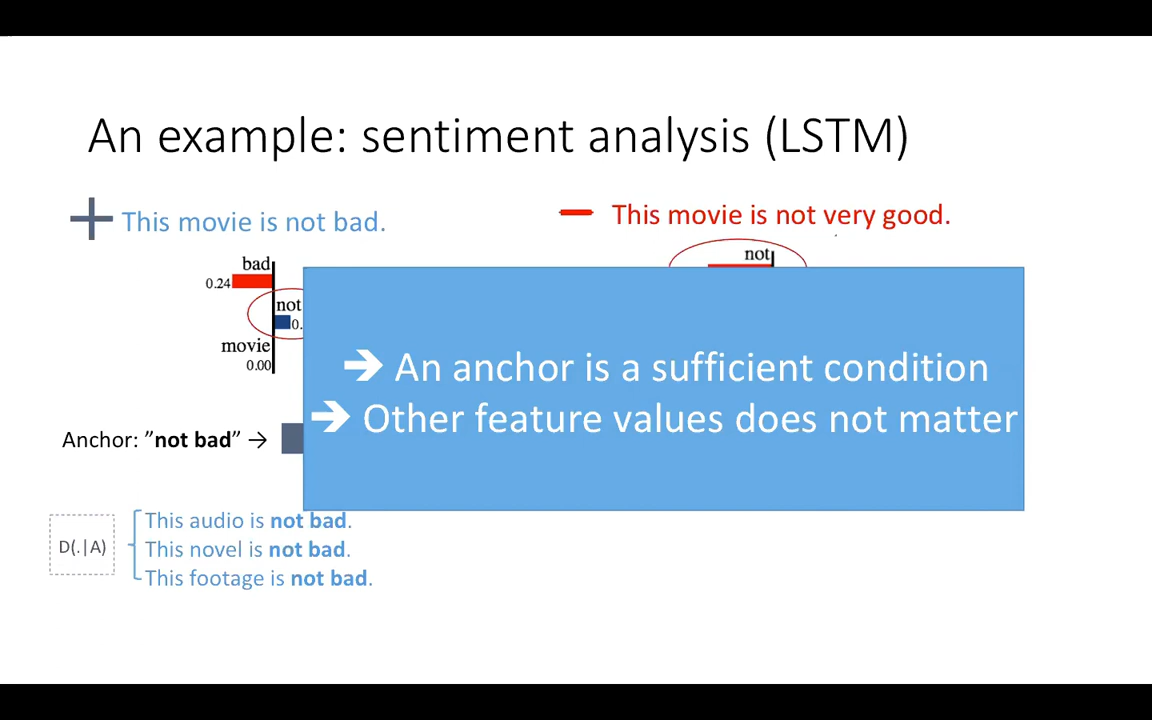 An example: sentiment analysis (LSTM)
This movie is not bad.
This movie is not very good.
bad
0.24
not
0.
movie
0.00
not
➔ An anchor is a sufficient condition
➔ Other feature values does not matter
Anchor: ”not bad” →
D(.|A)
This audio is not bad.
This novel is not bad.
This footage is not bad.